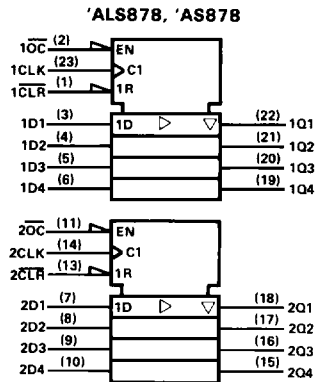 'ALS878, 'AS878
1OC (2) EN
1CLK (23) C1
1CLR (1) 1R
1D1 (3) 1D (22) 1Q1
1D2 (4) (21) 1Q2
1D3 (5) (20) 1Q3
1D4 (6) (19) 1Q4
2OC (11) EN
2CLK (14) C1
2CLR (13) 1R
2D1 (7) 1D (18) 2Q1
2D2 (8) (17) 2Q2
2D3 (9) (16) 2Q3
2D4 (10) (15) 2Q4